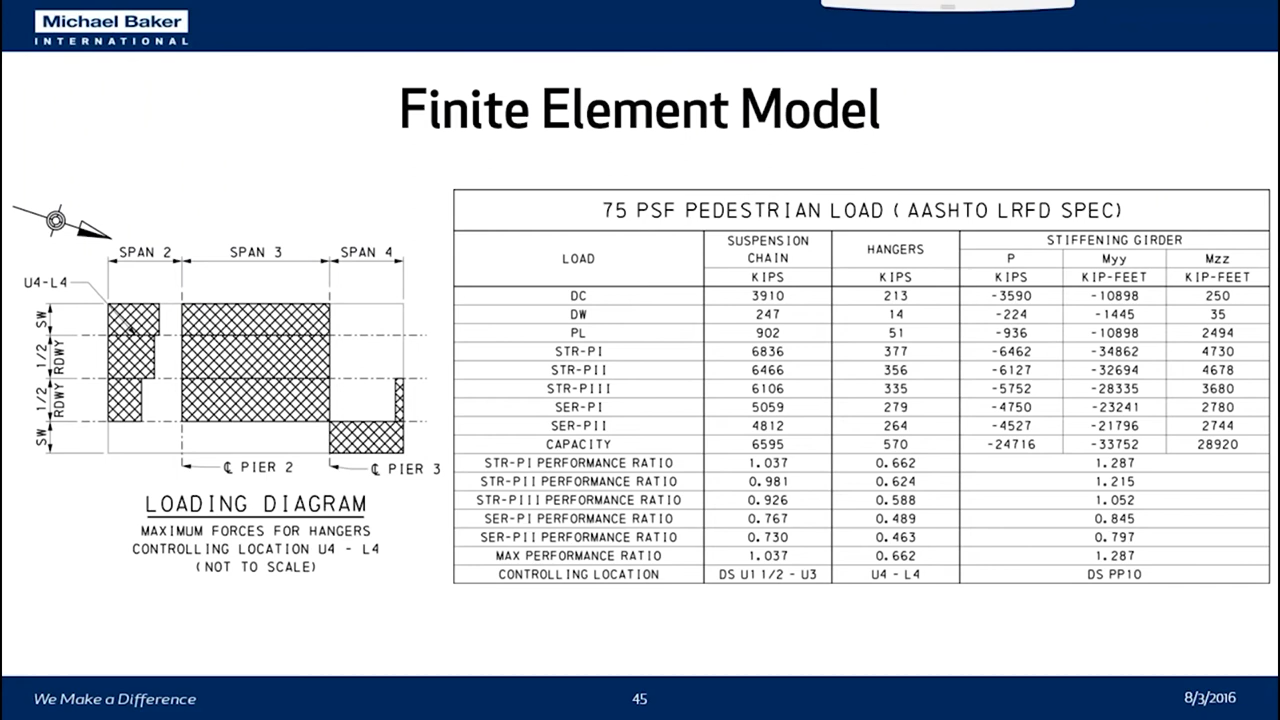 Michael Baker
INTERNATIONAL
Finite Element Model
SPAN 2 SPAN 3 SPAN 4
U4-L4
SW
1/2 RDWY
1/2 RDWY
SW
℄ PIER 2 ℄ PIER 3
LOADING DIAGRAM
MAXIMUM FORCES FOR HANGERS
CONTROLLING LOCATION U4 - L4
(NOT TO SCALE)
75 PSF PEDESTRIAN LOAD (AASHTO LRFD SPEC)
LOAD SUSPENSION CHAIN HANGERS STIFFENING GIRDER
P Myy Mzz
KIPS KIPS KIPS KIP-FEET KIP-FEET
DC 3910 213 -3590 -10898 250
DW 247 14 -224 -1445 35
PL 902 51 -936 -10898 2494
STR-PI 6836 377 -6462 -34862 4730
STR-PII 6466 356 -6127 -32694 4678
STR-PIII 6106 335 -5752 -28335 3680
SER-PI 5059 279 -4750 -23241 2780
SER-PII 4812 264 -4527 -21796 2744
CAPACITY 6595 570 -24716 -33752 28920
STR-PI PERFORMANCE RATIO 1.037 0.662 1.287
STR-PII PERFORMANCE RATIO 0.981 0.624 1.215
STR-PIII PERFORMANCE RATIO 0.926 0.588 1.052
SER-PI PERFORMANCE RATIO 0.767 0.489 0.845
SER-PII PERFORMANCE RATIO 0.730 0.463 0.797
MAX PERFORMANCE RATIO 1.037 0.662 1.287
CONTROLLING LOCATION DS U1 1/2 - U3 U4 - L4 DS PP10
We Make a Difference 45 8/3/2016